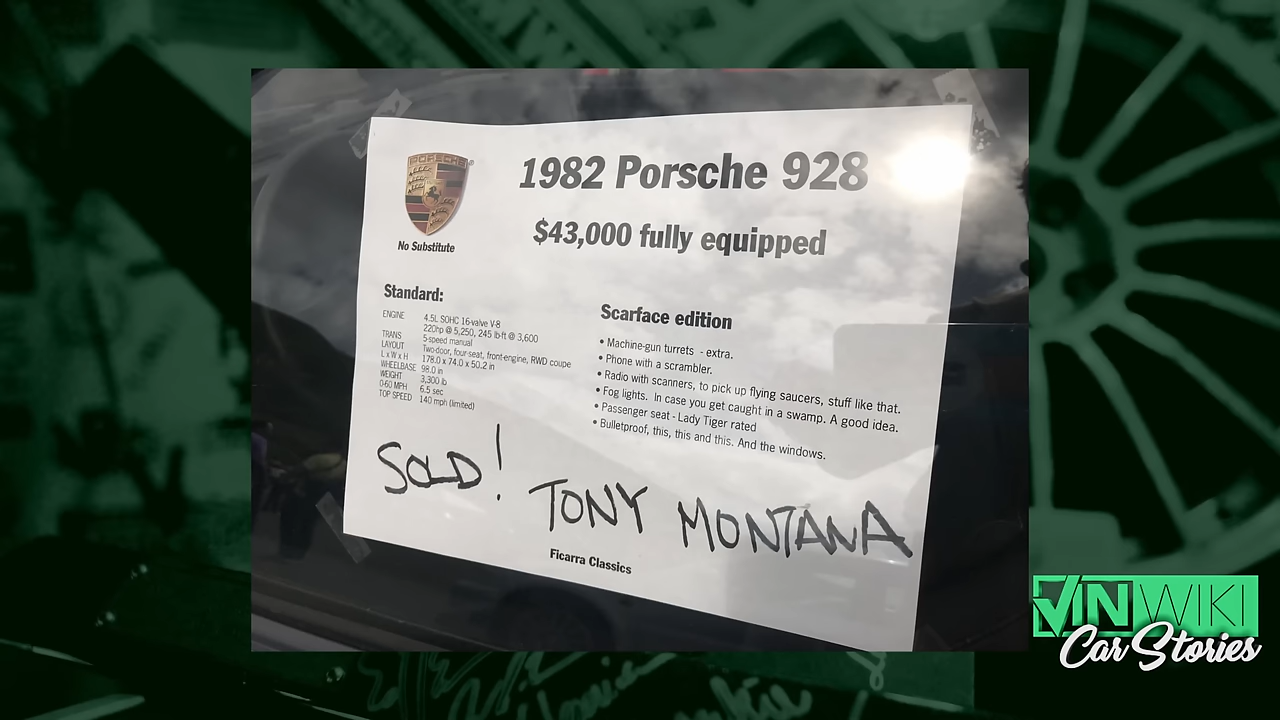 PORSCHE
No Substitute
1982 Porsche 928
$43,000 fully equipped
Standard:
ENGINE 4.5L SOHC 16-valve V-8
220hp @ 5,250, 245 lb-ft @ 3,600
TRANS 5-speed manual
LAYOUT Two-door, four-seat, front-engine, RWD coupe
L x W x H 178.0 x 74.0 x 50.2 in
WHEELBASE 98.0 in
WEIGHT 3,300 lb
0-60 MPH 6.5 sec
TOP SPEED 140 mph (limited)
Scarface edition
• Machine-gun turrets - extra.
• Phone with a scrambler.
• Radio with scanners, to pick up flying saucers, stuff like that.
• Fog lights. In case you get caught in a swamp. A good idea.
• Passenger seat - Lady Tiger rated
• Bulletproof, this, this and this. And the windows.
SOLD! TONY MONTANA
Ficarra Classics
VINWIKI
Car Stories